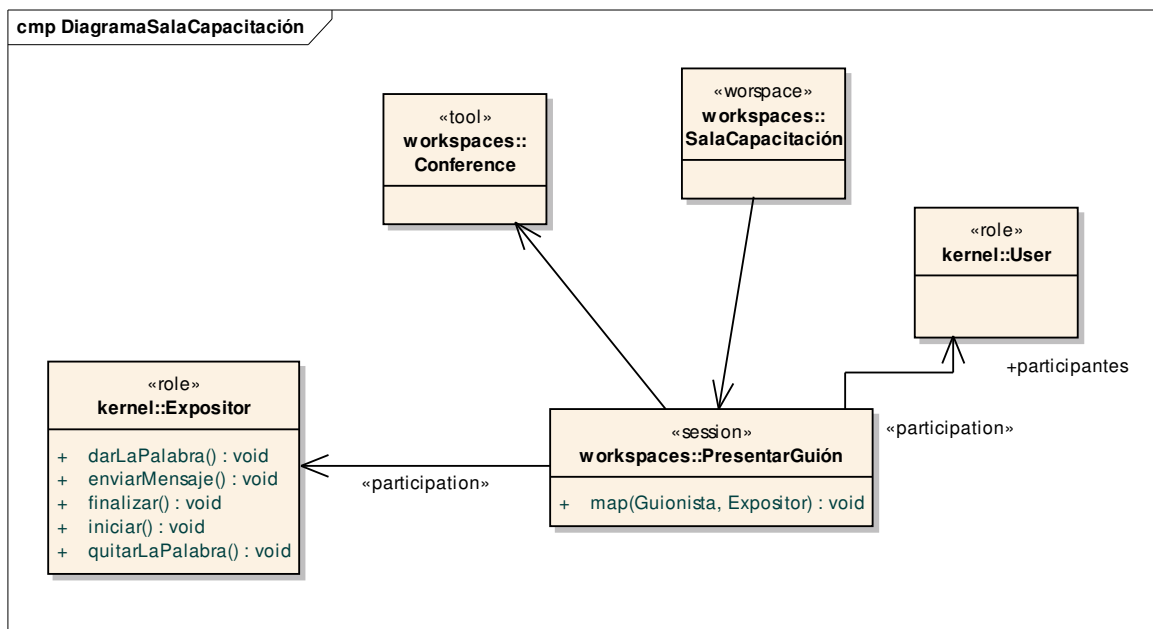 cmp DiagramaSalaCapacitación
«tool»
workspaces::
Conference
«worspace»
workspaces::
SalaCapacitación
«role»
kernel::User
+participantes
«participation»
«role»
kernel::Expositor
+ darLaPalabra() : void
+ enviarMensaje() : void
+ finalizar() : void
+ iniciar() : void
+ quitarLaPalabra() : void
«participation»
«session»
workspaces::PresentarGuión
+ map(Guionista, Expositor) : void